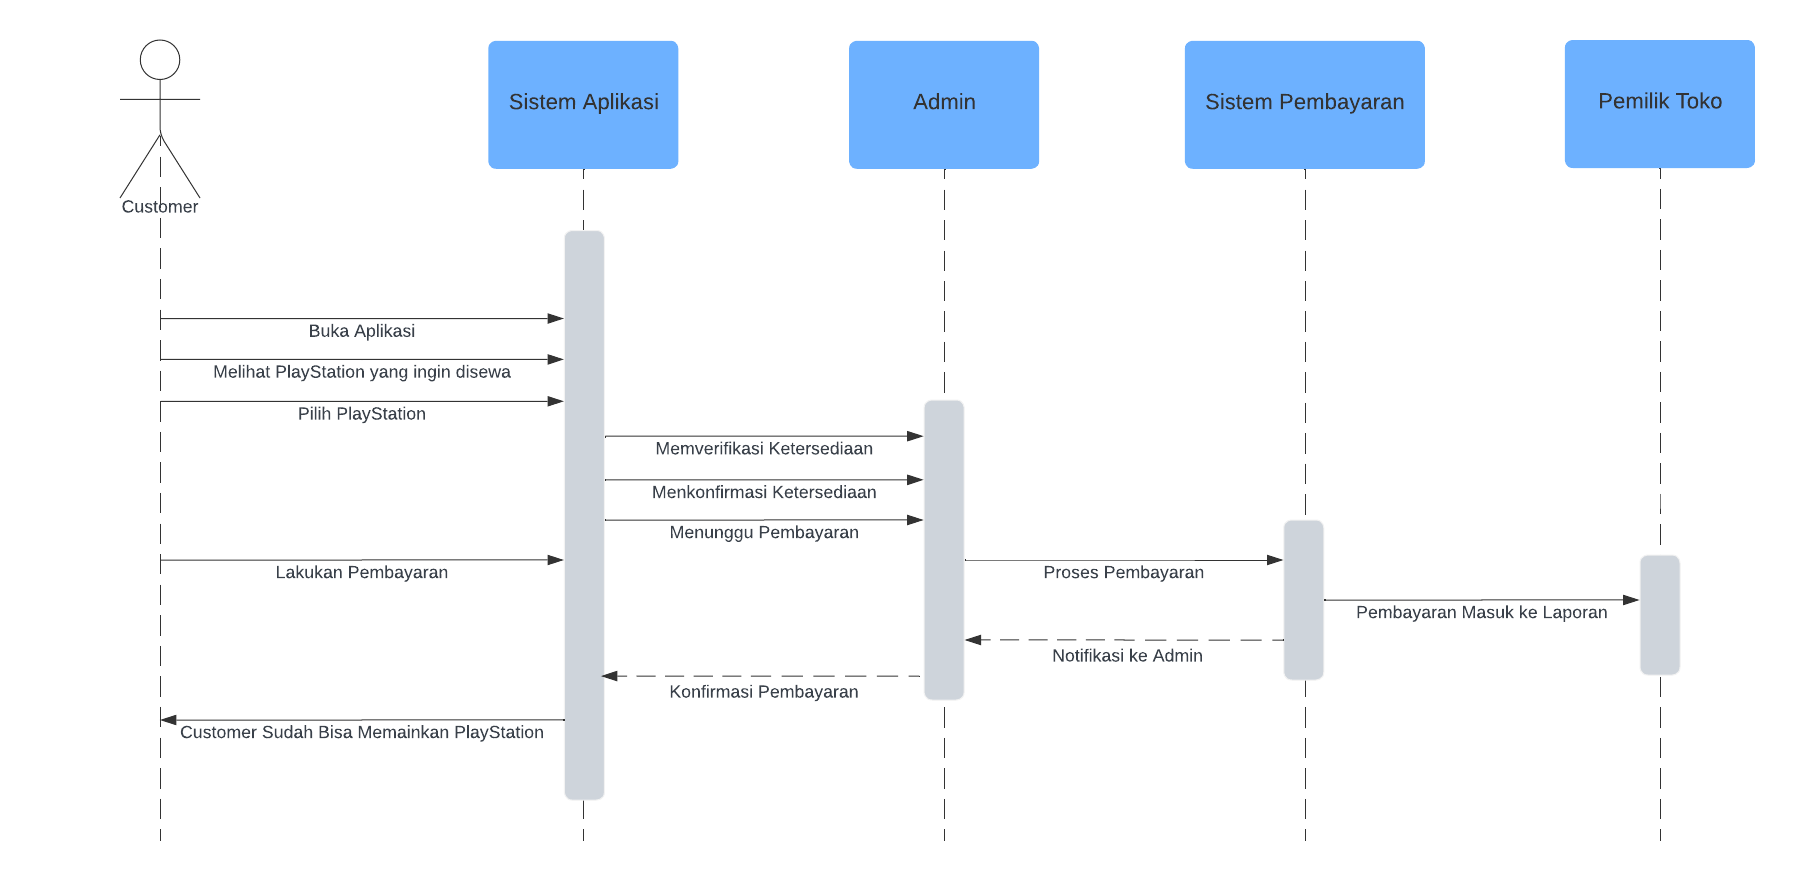 Customer
Sistem Aplikasi
Admin
Sistem Pembayaran
Pemilik Toko
Buka Aplikasi
Melihat PlayStation yang ingin disewa
Pilih PlayStation
Memverifikasi Ketersediaan
Menkonfirmasi Ketersediaan
Menunggu Pembayaran
Lakukan Pembayaran
Proses Pembayaran
Pembayaran Masuk ke Laporan
Notifikasi ke Admin
Konfirmasi Pembayaran
Customer Sudah Bisa Memainkan PlayStation